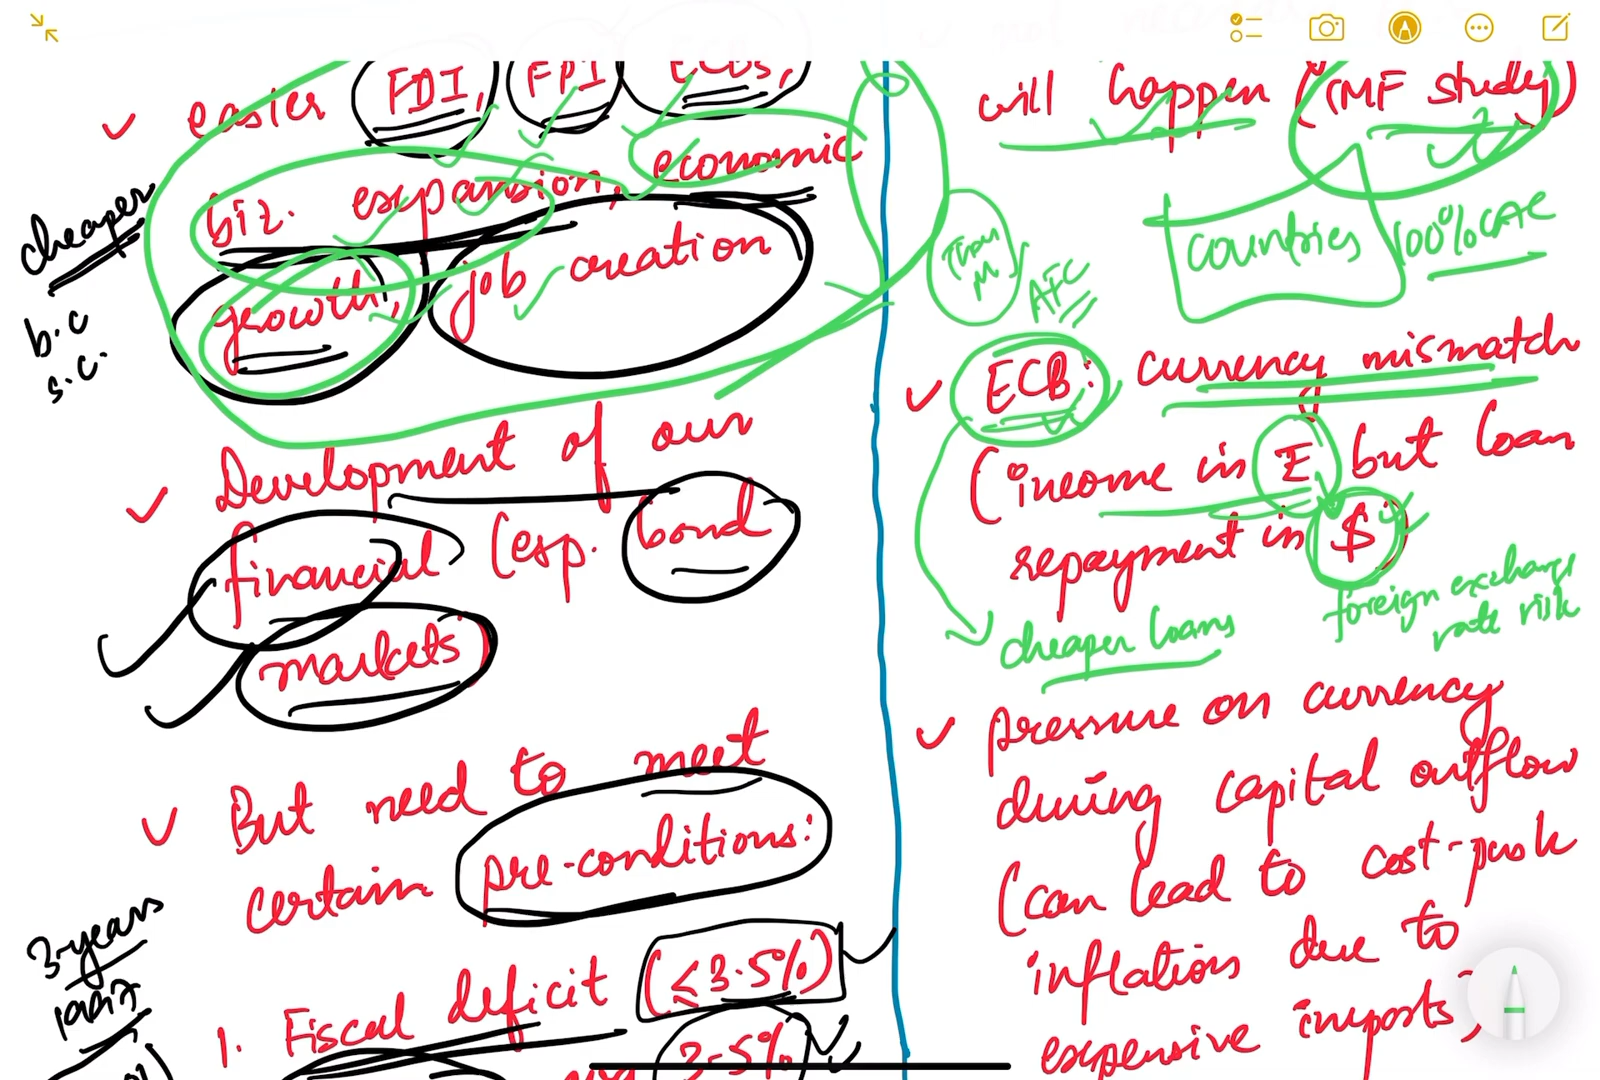 ✓ easier FDI, FPI, ECBs,
biz. expansion, economic
growth, job creation
cheaper
b.c
s.c.
✓ Development of our
financial (esp. bond
markets)
✓ But need to meet
certain pre-conditions:
3-years
1997
1. Fiscal deficit (≤3.5%)
3-5%
will happen (IMF study)
countries 100% CAC
AFC
✓ ECB: currency mismatch
(income in ₹ but loan
repayment in $)
cheaper loans
foreign exchange
rate risk
✓ pressure on currency
during capital outflow
(can lead to cost-push
inflation due to
expensive imports)